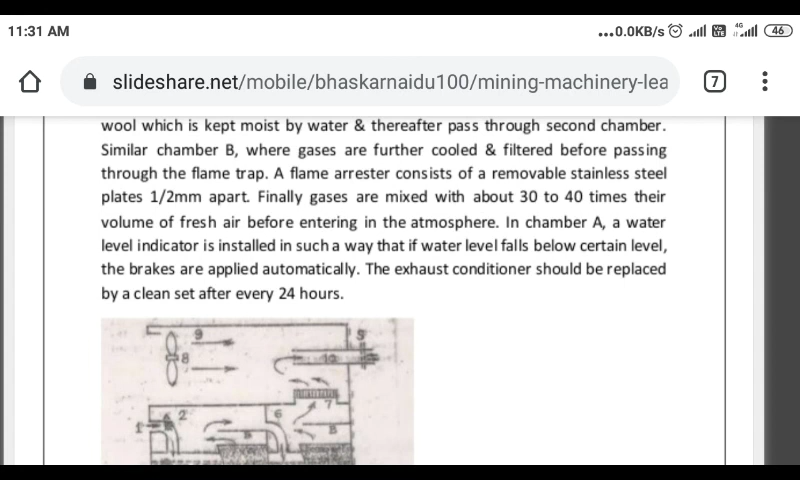 11:31 AM
...0.0KB/s
Vo LTE
4G
46
slideshare.net/mobile/bhaskarnaidu100/mining-machinery-lea
7
wool which is kept moist by water & thereafter pass through second chamber.
Similar chamber B, where gases are further cooled & filtered before passing
through the flame trap. A flame arrester consists of a removable stainless steel
plates 1/2mm apart. Finally gases are mixed with about 30 to 40 times their
volume of fresh air before entering in the atmosphere. In chamber A, a water
level indicator is installed in such a way that if water level falls below certain level,
the brakes are applied automatically. The exhaust conditioner should be replaced
by a clean set after every 24 hours.
9
8
10
7
2
6
1
B
B